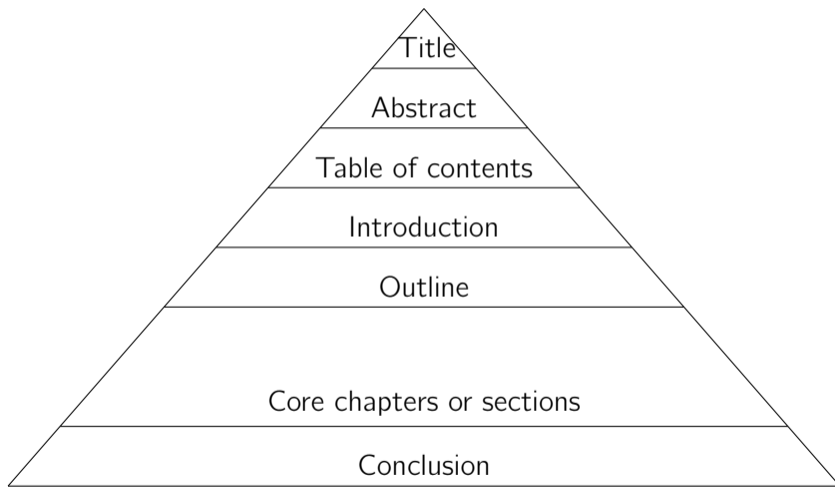 Title
Abstract
Table of contents
Introduction
Outline
Core chapters or sections
Conclusion